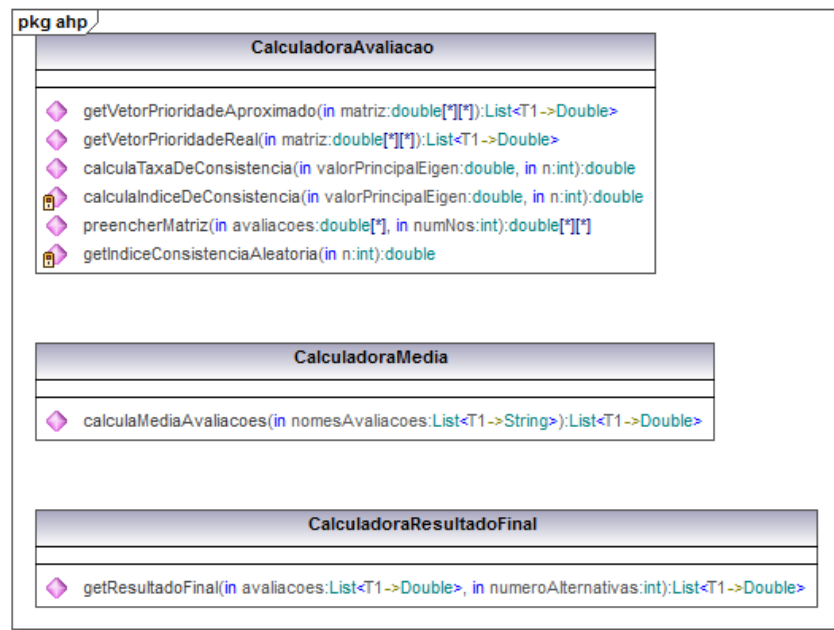 pkg ahp
CalculadoraAvaliacao
getVetorPrioridadeAproximado(in matriz:double[*][*]):List<T1->Double>
getVetorPrioridadeReal(in matriz:double[*][*]):List<T1->Double>
calculaTaxaDeConsistencia(in valorPrincipalEigen:double, in n:int):double
calculaIndiceDeConsistencia(in valorPrincipalEigen:double, in n:int):double
preencherMatriz(in avaliacoes:double[*], in numNos:int):double[*][*]
getIndiceConsistenciaAleatoria(in n:int):double
CalculadoraMedia
calculaMediaAvaliacoes(in nomesAvaliacoes:List<T1->String>):List<T1->Double>
CalculadoraResultadoFinal
getResultadoFinal(in avaliacoes:List<T1->Double>, in numeroAlternativas:int):List<T1->Double>